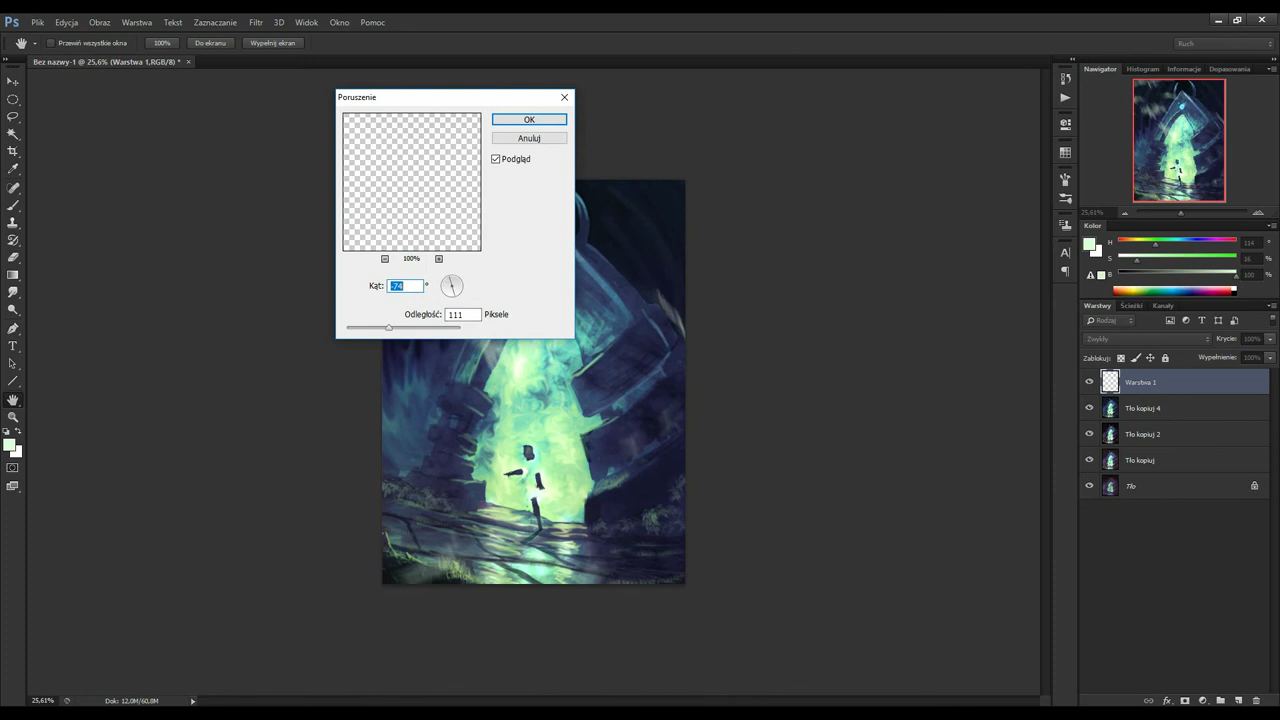 Ps Plik Edycja Obraz Warstwa Tekst Zaznaczanie Filtr 3D Widok Okno Pomoc
Przewiń wszystkie okna 100% Do ekranu Wypełnij ekran Ruch
Bez nazwy-1 @ 25,6% (Warstwa 1,RGB/8) *
Nawigator Histogram Informacje Dopasowania
Poruszenie
OK
Anuluj
Podgląd
100%
Kąt: -74 °
Odległość: 111 Piksele
25,61%
Kolor
H 114 °
S 16 %
B 100 %
Warstwy Ścieżki Kanały
Rodzaj
Zwykły Krycie: 100%
Zablokuj: Wypełnienie: 100%
Warstwa 1
Tło kopiuj 4
Tło kopiuj 2
Tło kopiuj
Tło
25,61% Dok: 12,0M/60,8M